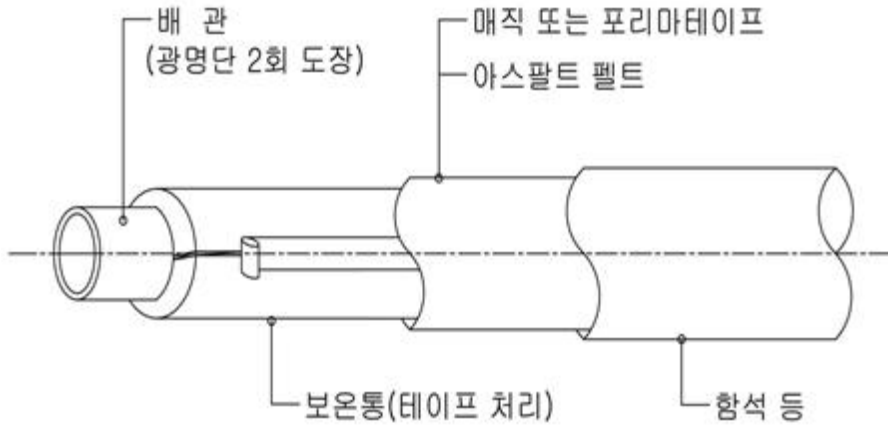 배 관
(광명단 2회 도장)
매직 또는 포리마테이프
아스팔트 펠트
보온통(테이프 처리)
함석 등